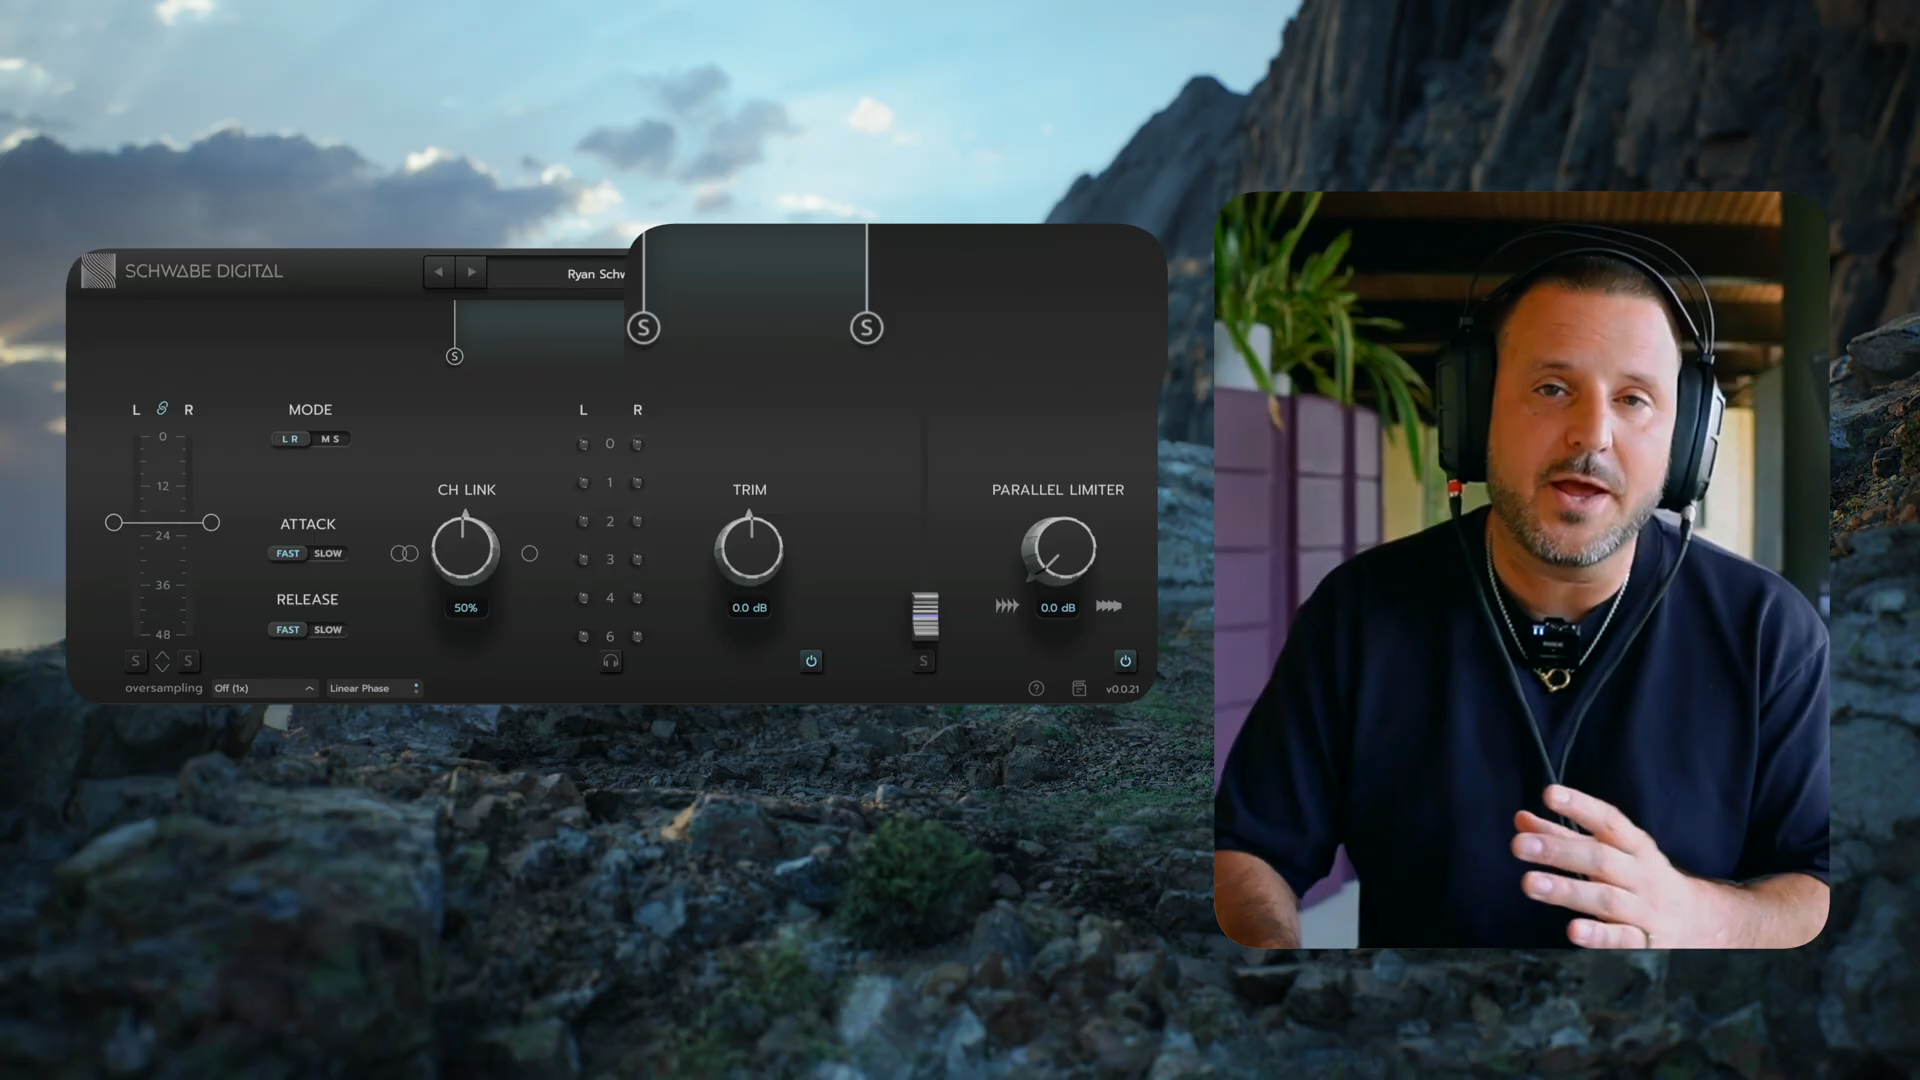 SCHWABE DIGITAL
Ryan Schw
S
S
S
L R
MODE
L R M S
L R
0
12
24
36
48
ATTACK
FAST SLOW
RELEASE
FAST SLOW
CH LINK
50%
0
1
2
3
4
6
TRIM
0.0 dB
PARALLEL LIMITER
0.0 dB
S S
S
oversampling Off (1x) Linear Phase
? v0.0.21